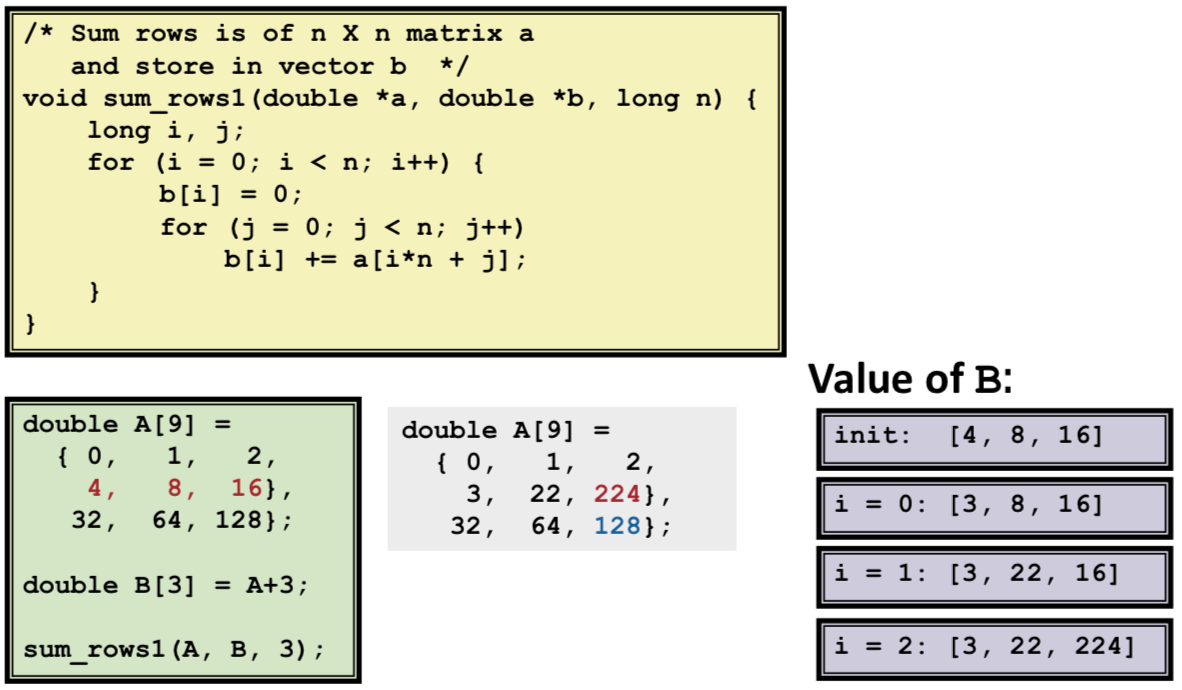 /* Sum rows is of n X n matrix a
and store in vector b */
void sum_rows1(double *a, double *b, long n) {
long i, j;
for (i = 0; i < n; i++) {
b[i] = 0;
for (j = 0; j < n; j++)
b[i] += a[i*n + j];
}
}
double A[9] =
{ 0, 1, 2,
4, 8, 16},
32, 64, 128};
double B[3] = A+3;
sum_rows1(A, B, 3);
double A[9] =
{ 0, 1, 2,
3, 22, 224},
32, 64, 128};
Value of B:
init: [4, 8, 16]
i = 0: [3, 8, 16]
i = 1: [3, 22, 16]
i = 2: [3, 22, 224]